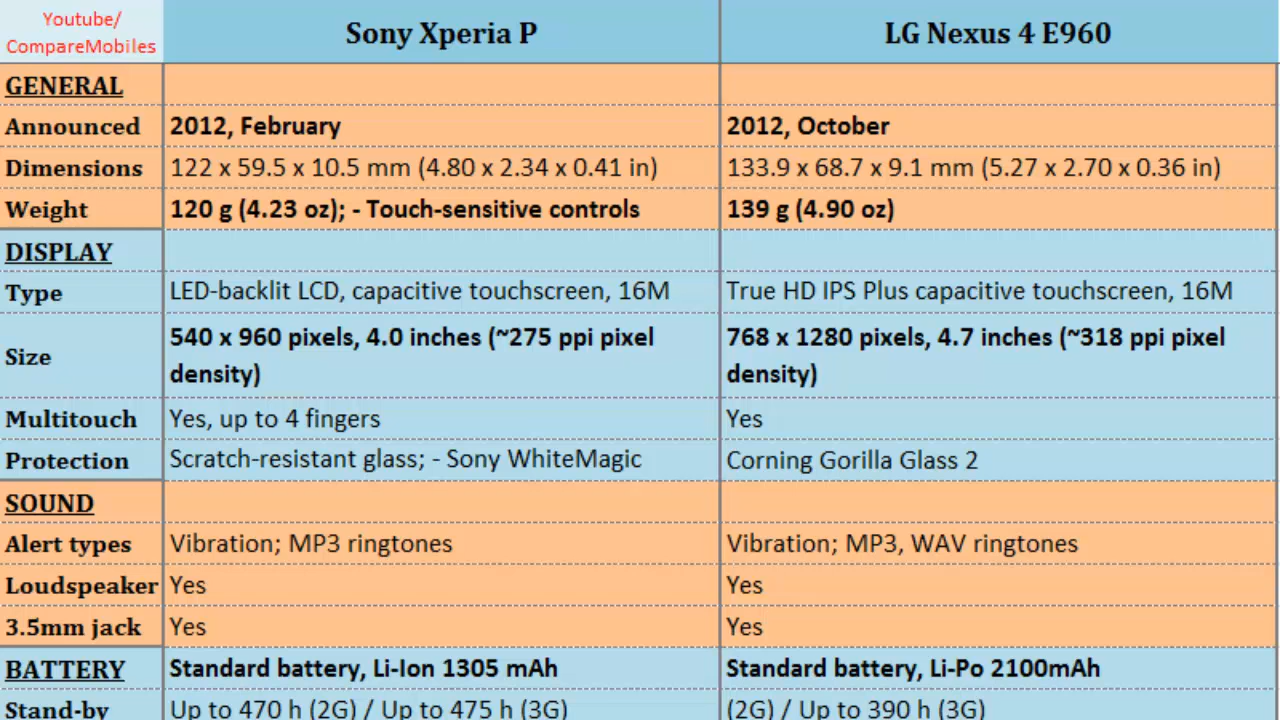 Youtube/
CompareMobiles
Sony Xperia P
LG Nexus 4 E960
GENERAL
Announced
2012, February
2012, October
Dimensions
122 x 59.5 x 10.5 mm (4.80 x 2.34 x 0.41 in)
133.9 x 68.7 x 9.1 mm (5.27 x 2.70 x 0.36 in)
Weight
120 g (4.23 oz); - Touch-sensitive controls
139 g (4.90 oz)
DISPLAY
Type
LED-backlit LCD, capacitive touchscreen, 16M
True HD IPS Plus capacitive touchscreen, 16M
Size
540 x 960 pixels, 4.0 inches (~275 ppi pixel
density)
768 x 1280 pixels, 4.7 inches (~318 ppi pixel
density)
Multitouch
Yes, up to 4 fingers
Yes
Protection
Scratch-resistant glass; - Sony WhiteMagic
Corning Gorilla Glass 2
SOUND
Alert types
Vibration; MP3 ringtones
Vibration; MP3, WAV ringtones
Loudspeaker
Yes
Yes
3.5mm jack
Yes
Yes
BATTERY
Standard battery, Li-Ion 1305 mAh
Standard battery, Li-Po 2100mAh
Stand-by
Up to 470 h (2G) / Up to 475 h (3G)
(2G) / Up to 390 h (3G)